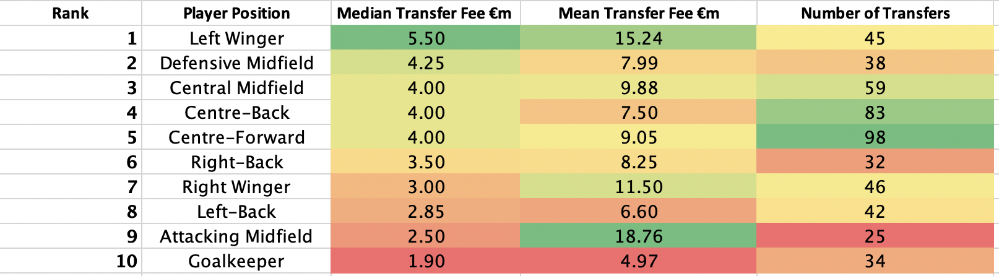 Rank Player Position Median Transfer Fee €m Mean Transfer Fee €m Number of Transfers
1 Left Winger 5.50 15.24 45
2 Defensive Midfield 4.25 7.99 38
3 Central Midfield 4.00 9.88 59
4 Centre-Back 4.00 7.50 83
5 Centre-Forward 4.00 9.05 98
6 Right-Back 3.50 8.25 32
7 Right Winger 3.00 11.50 46
8 Left-Back 2.85 6.60 42
9 Attacking Midfield 2.50 18.76 25
10 Goalkeeper 1.90 4.97 34